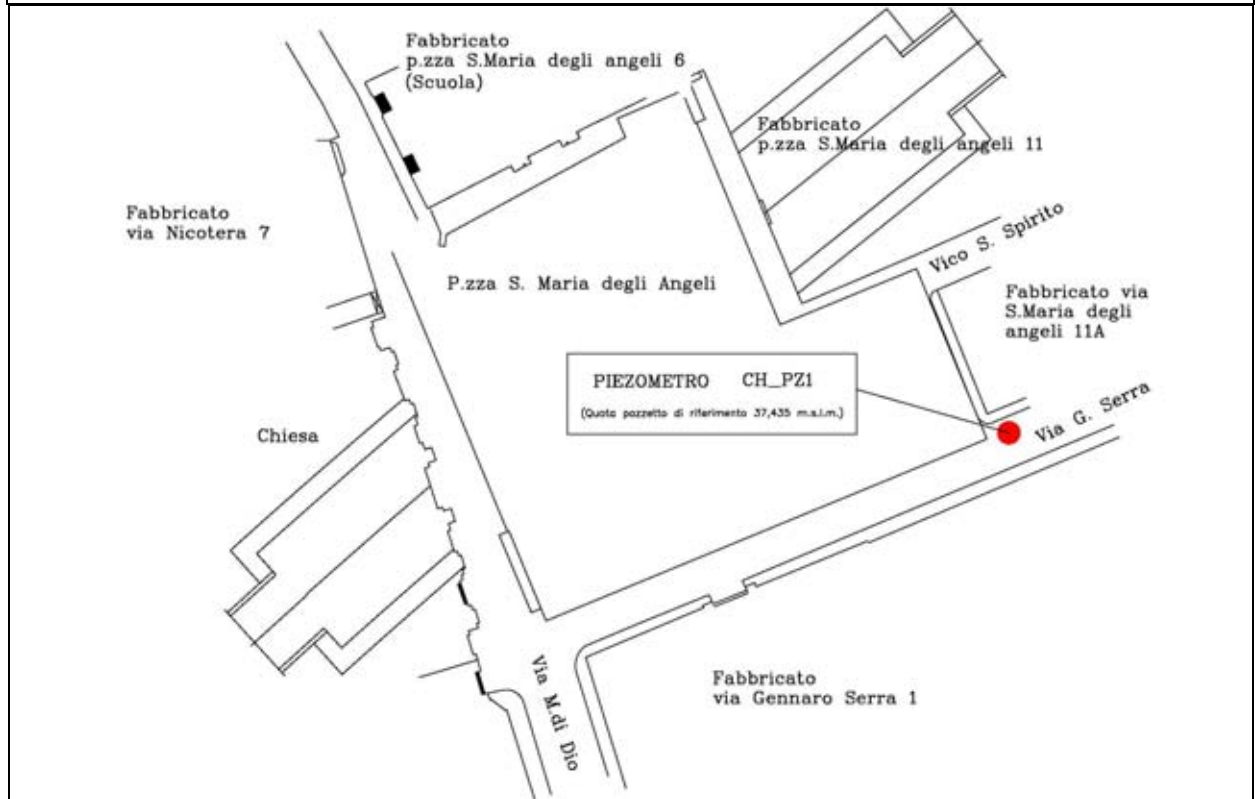 Fabbricato
p.zza S.Maria degli angeli 6
(Scuola)
Fabbricato
p.zza S.Maria degli angeli 11
Fabbricato
via Nicotera 7
Vico S. Spirito
P.zza S. Maria degli Angeli
Fabbricato via
S.Maria degli
angeli 11A
PIEZOMETRO CH_PZ1
(Quota pozzetto di riferimento 37,435 m.s.l.m.)
Via G. Serra
Chiesa
Via M.di Dio
Fabbricato
via Gennaro Serra 1